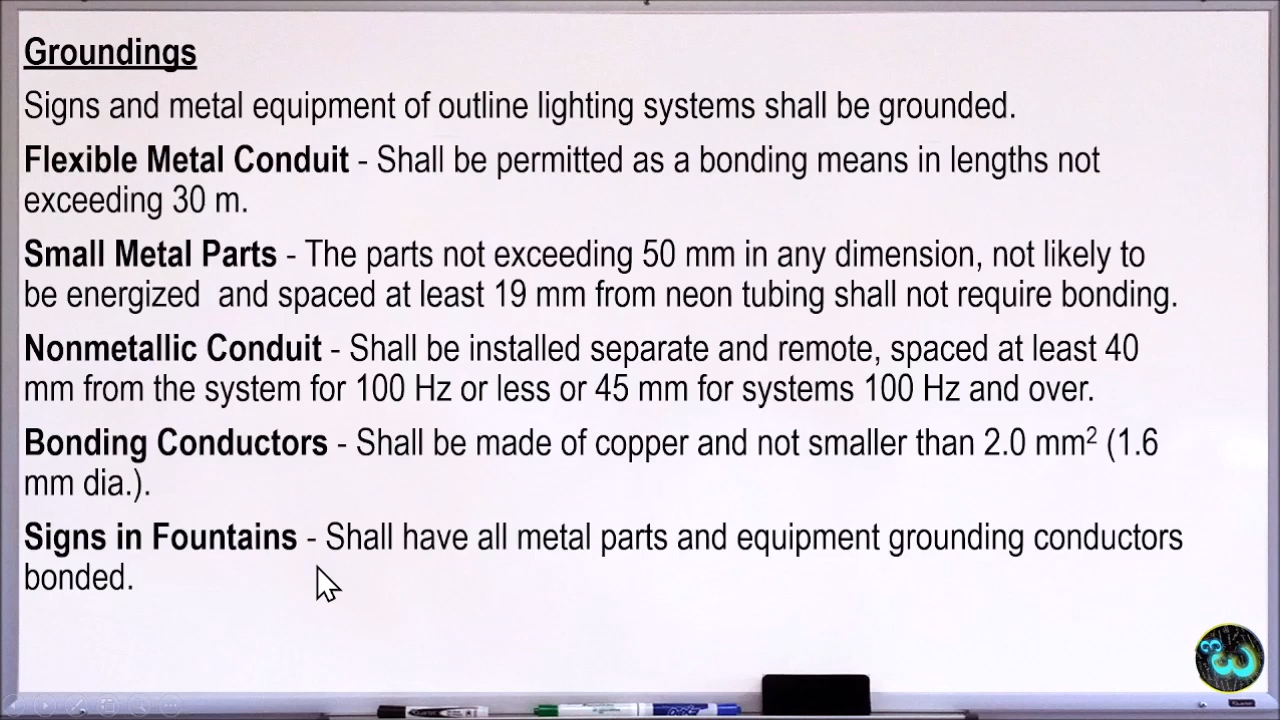 Groundings
Signs and metal equipment of outline lighting systems shall be grounded.
Flexible Metal Conduit - Shall be permitted as a bonding means in lengths not
exceeding 30 m.
Small Metal Parts - The parts not exceeding 50 mm in any dimension, not likely to
be energized  and spaced at least 19 mm from neon tubing shall not require bonding.
Nonmetallic Conduit - Shall be installed separate and remote, spaced at least 40
mm from the system for 100 Hz or less or 45 mm for systems 100 Hz and over.
Bonding Conductors - Shall be made of copper and not smaller than 2.0 mm² (1.6
mm dia.).
Signs in Fountains - Shall have all metal parts and equipment grounding conductors
bonded.